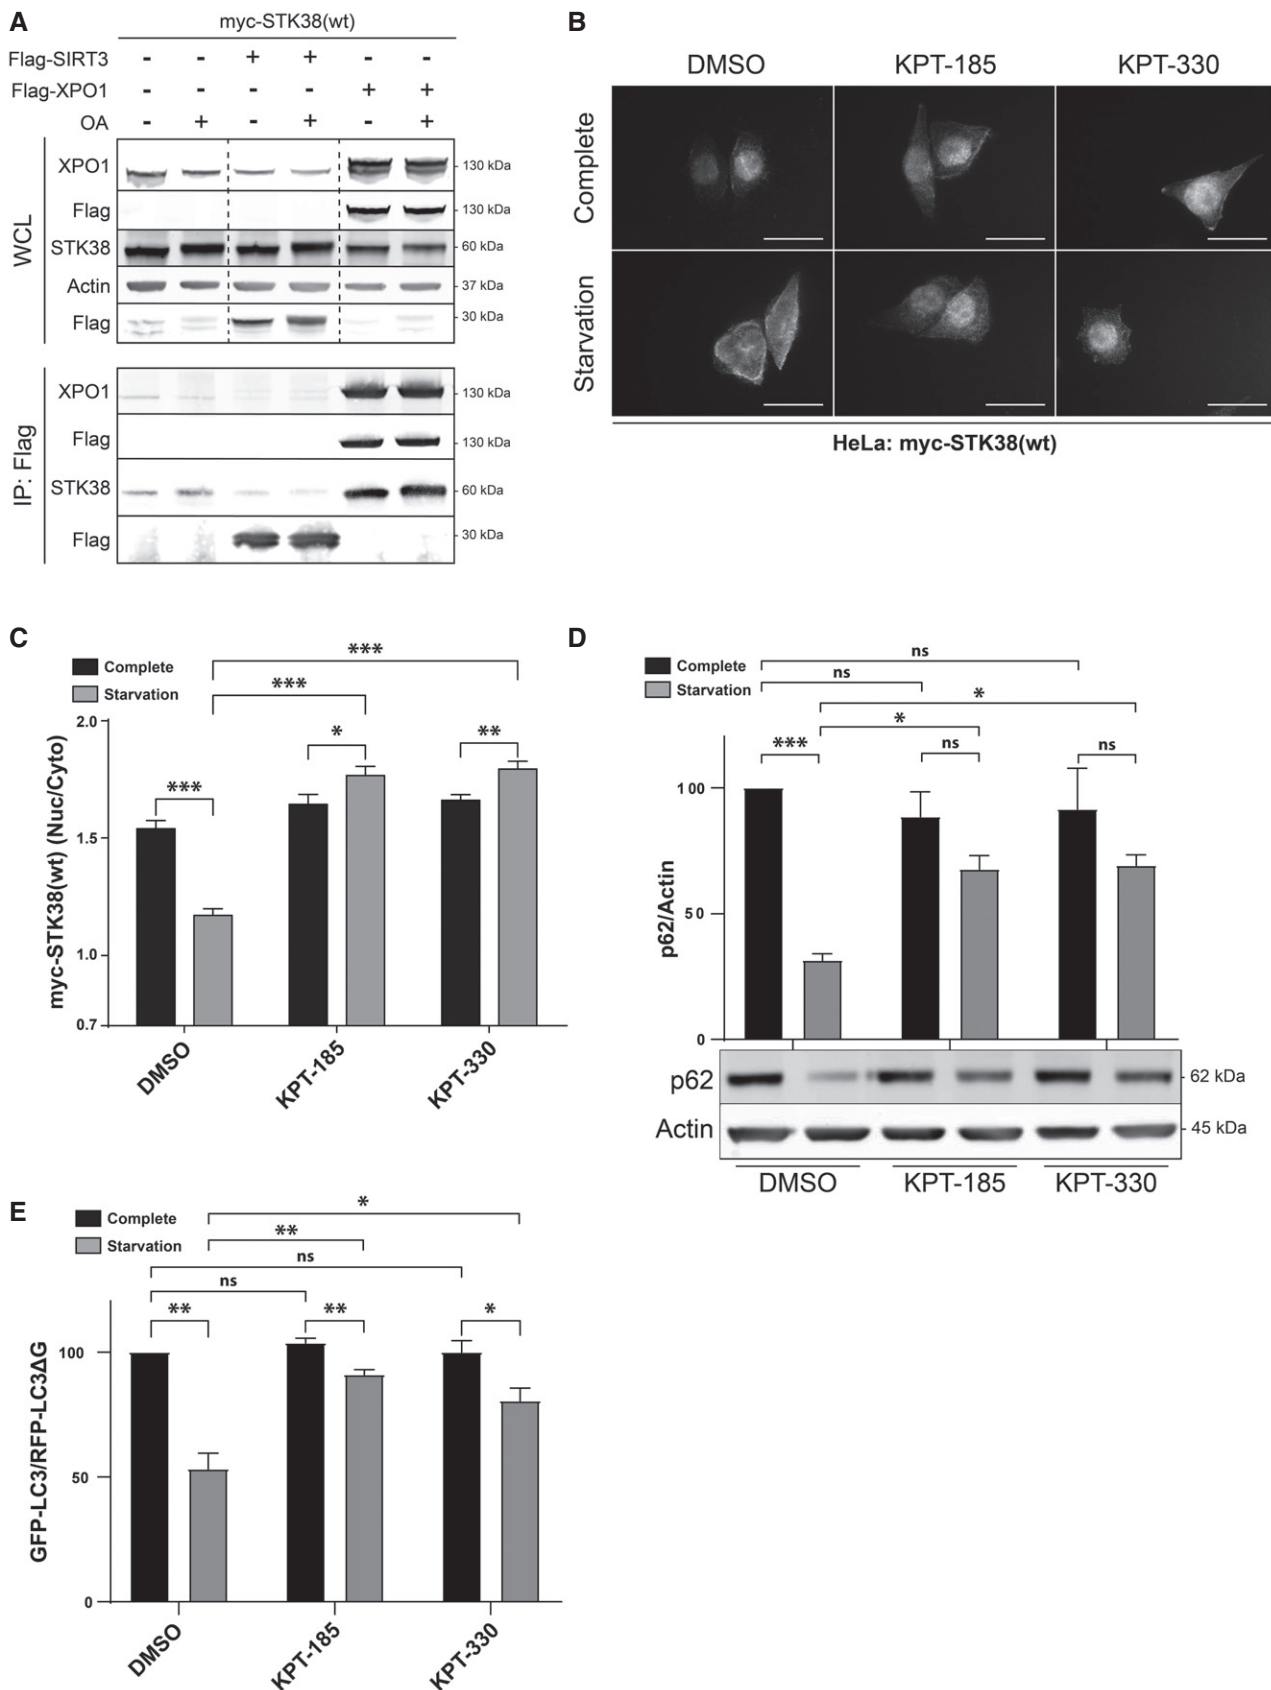 A
myc-STK38(wt)
Flag-SIRT3 - - + + - -
Flag-XPO1 - - - - + +
OA - + - + - +
WCL
XPO1 130 kDa
Flag 130 kDa
STK38 60 kDa
Actin 37 kDa
Flag 30 kDa
IP: Flag
XPO1 130 kDa
Flag 130 kDa
STK38 60 kDa
Flag 30 kDa
B
DMSO KPT-185 KPT-330
Complete
Starvation
HeLa: myc-STK38(wt)
C
Complete
Starvation
***
***
* **
***
myc-STK38(wt) (Nuc/Cyto)
2.0
1.5
1.0
0.7
DMSO KPT-185 KPT-330
D
Complete
Starvation
ns
ns
*
*
*** ns ns
p62/Actin
100
50
0
p62 62 kDa
Actin 45 kDa
DMSO KPT-185 KPT-330
E
Complete
Starvation
*
**
ns
ns
** ** *
GFP-LC3/RFP-LC3ΔG
100
50
0
DMSO KPT-185 KPT-330